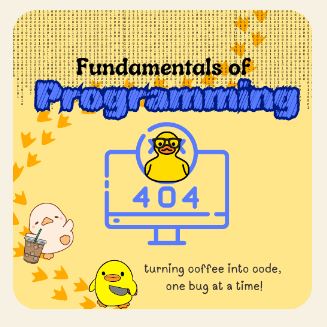 Fundamentals of
Programming
404
turning coffee into code,
one bug at a time!